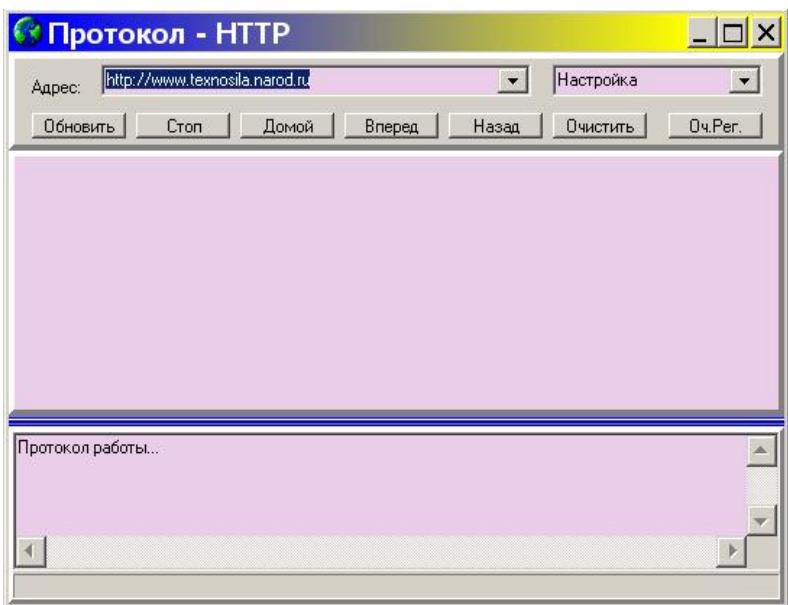 Протокол - HTTP
Адрес: http://www.texnosila.narod.ru Настройка
Обновить Стоп Домой Вперед Назад Очистить Оч.Рег.
Протокол работы...